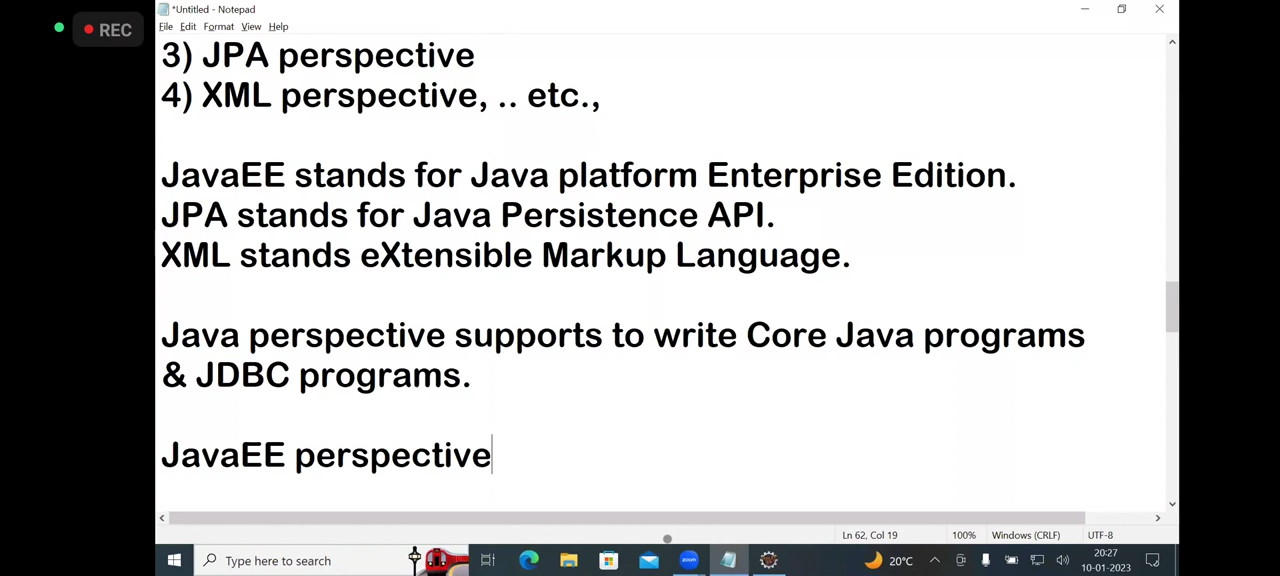 REC
*Untitled - Notepad
File Edit Format View Help
3) JPA perspective
4) XML perspective, .. etc.,
JavaEE stands for Java platform Enterprise Edition.
JPA stands for Java Persistence API.
XML stands eXtensible Markup Language.
Java perspective supports to write Core Java programs
& JDBC programs.
JavaEE perspective
Ln 62, Col 19 100% Windows (CRLF) UTF-8
Type here to search zoom 20°C 20:27
10-01-2023